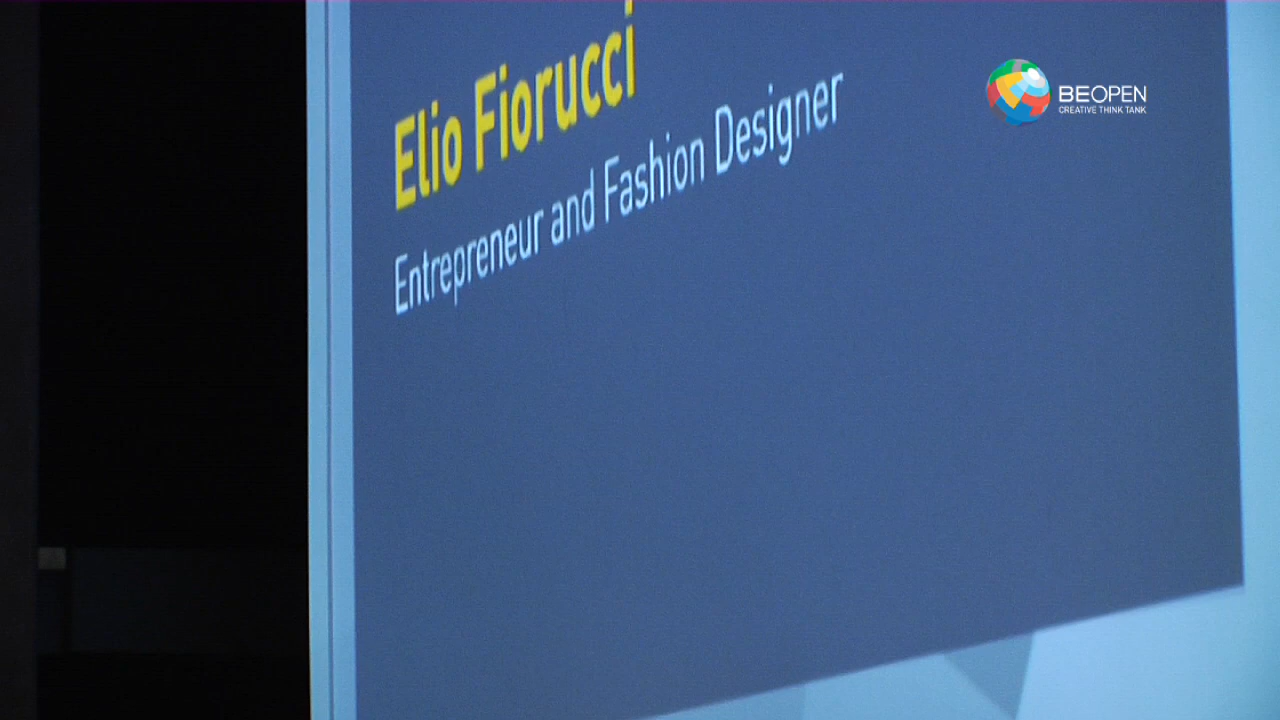 Elio Fiorucci
Entrepreneur and Fashion Designer
BEOPEN
CREATIVE THINK TANK